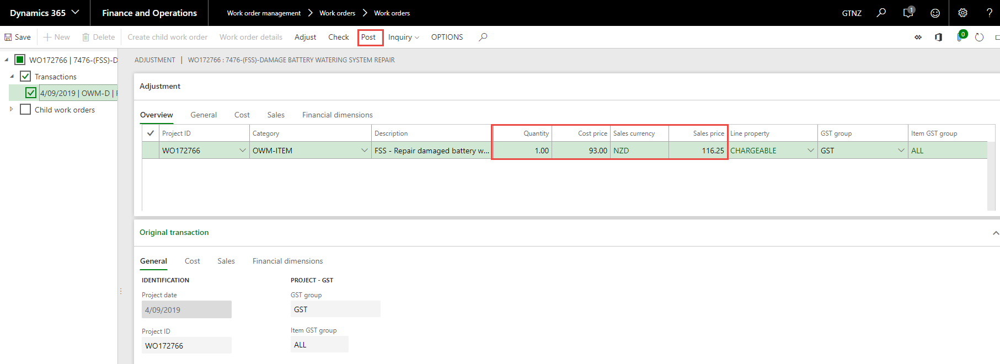 Dynamics 365 Finance and Operations Work order management Work orders Work orders GTNZ 1 ?
Save New Delete Create child work order Work order details Adjust Check Post Inquiry OPTIONS 0
WO172766 | 7476-(FSS)-D
Transactions
4/09/2019 | OWM-D |
Child work orders
ADJUSTMENT | WO172766 : 7476-(FSS)-DAMAGE BATTERY WATERING SYSTEM REPAIR
Adjustment
Overview General Cost Sales Financial dimensions
Project ID Category Description Quantity Cost price Sales currency Sales price Line property GST group Item GST group
WO172766 OWM-ITEM FSS - Repair damaged battery w... 1.00 93.00 NZD 116.25 CHARGEABLE GST ALL
Original transaction
General Cost Sales Financial dimensions
IDENTIFICATION
Project date
4/09/2019
Project ID
WO172766
PROJECT - GST
GST group
GST
Item GST group
ALL